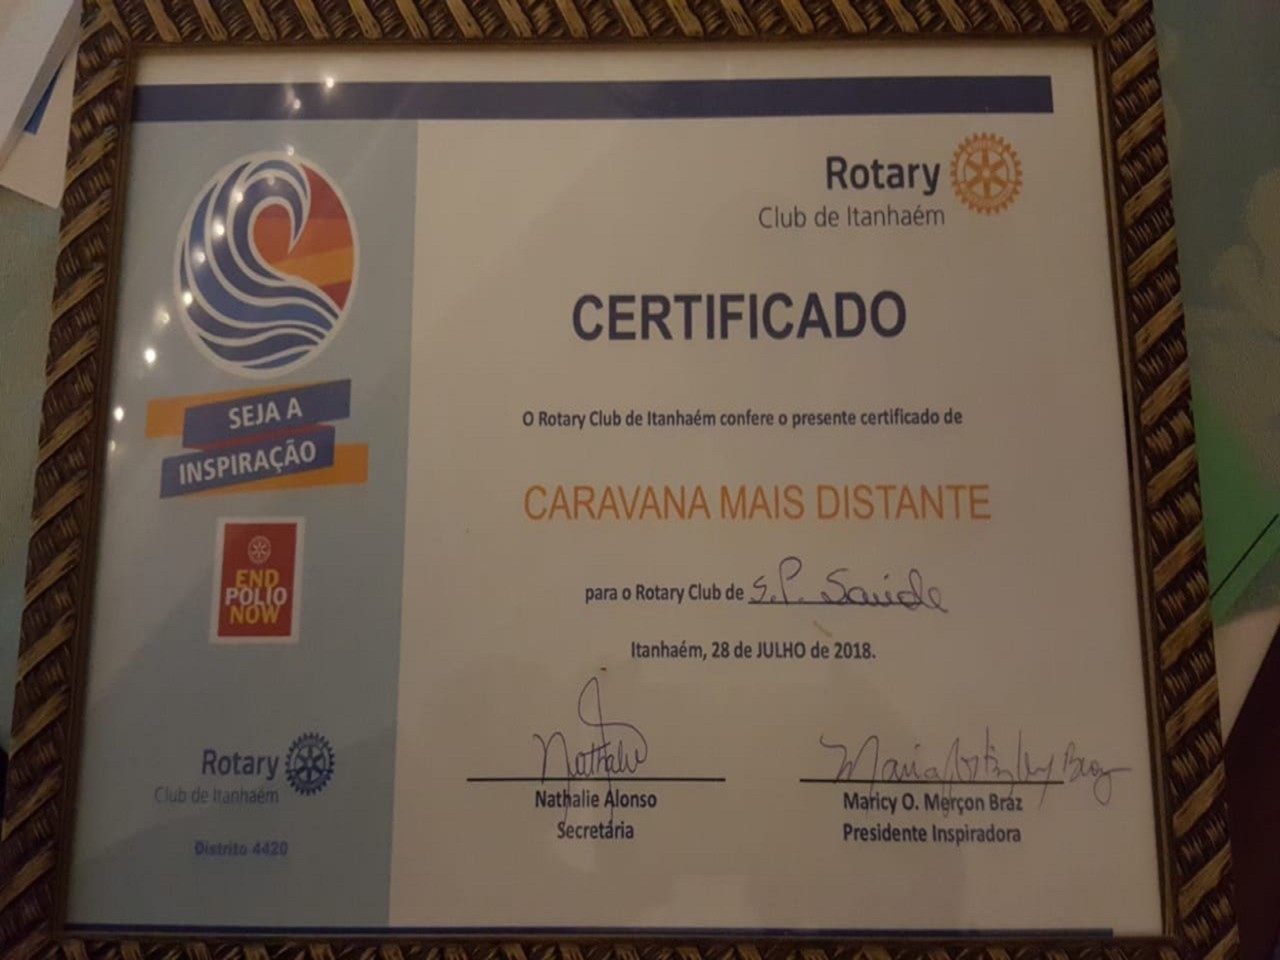 Rotary
Club de Itanhaém
CERTIFICADO
O Rotary Club de Itanhaém confere o presente certificado de
CARAVANA MAIS DISTANTE
para o Rotary Club de S.P. Saúde
Itanhaém, 28 de JULHO de 2018.
Nathalie
Nathalie Alonso
Secretária
Maricy O. Merçon Braz
Presidente Inspiradora
SEJA A
INSPIRAÇÃO
END
POLIO
NOW
Rotary
Club de Itanhaém
Distrito 4420